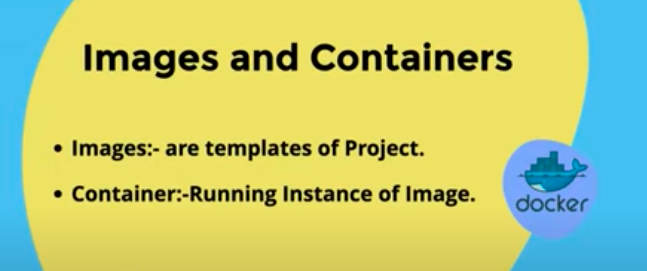 Images and Containers
• Images:- are templates of Project.
• Container:-Running Instance of Image.
docker